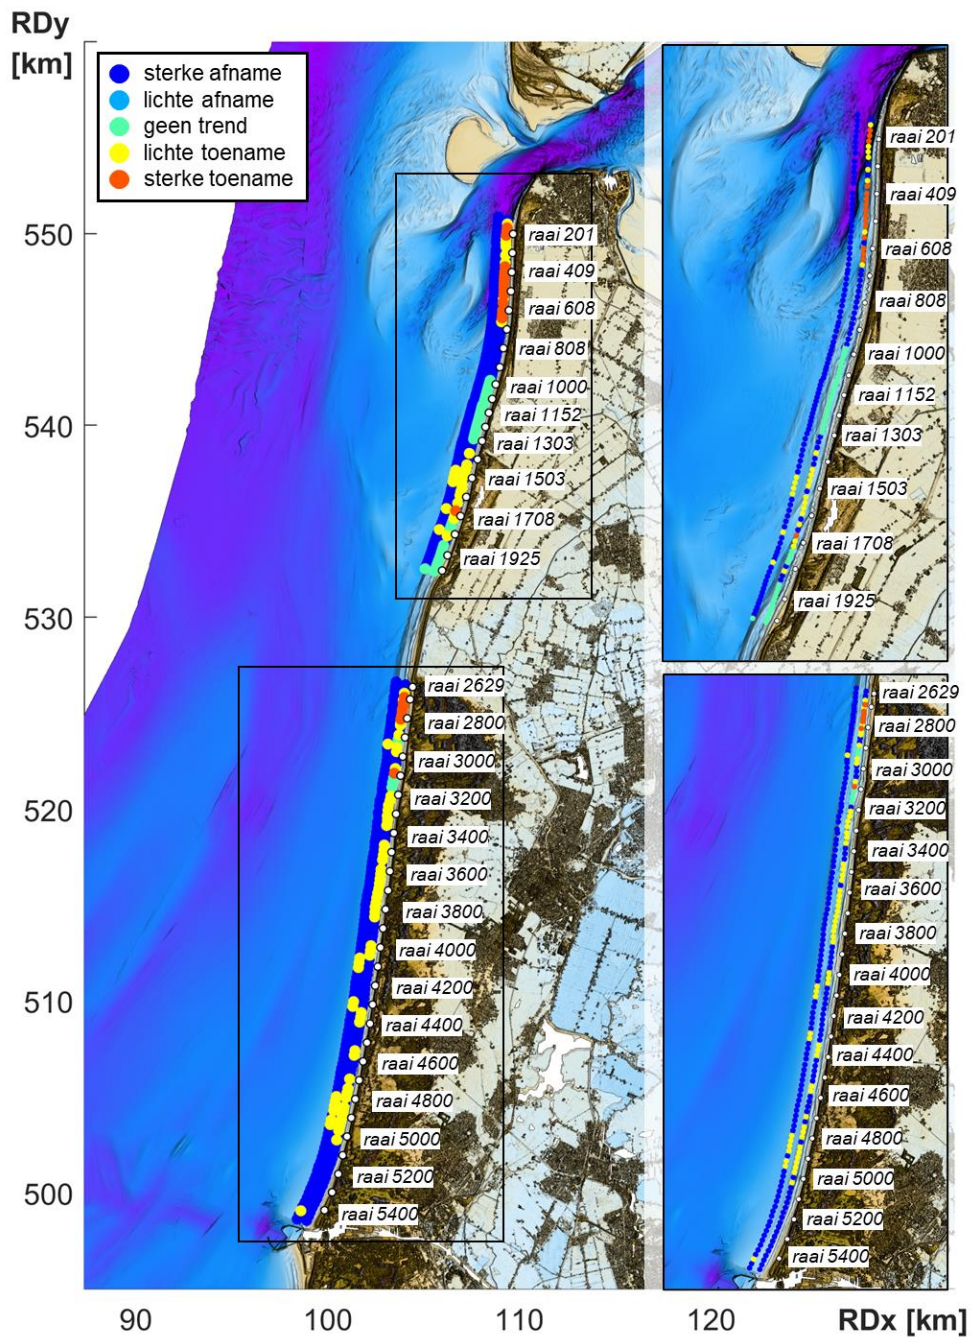 RDy
[km]
sterke afname
lichte afname
geen trend
lichte toename
sterke toename
550
540
530
520
510
500
90
100
110
120
RDx [km]
raai 201
raai 409
raai 608
raai 808
raai 1000
raai 1152
raai 1303
raai 1503
raai 1708
raai 1925
raai 2629
raai 2800
raai 3000
raai 3200
raai 3400
raai 3600
raai 3800
raai 4000
raai 4200
raai 4400
raai 4600
raai 4800
raai 5000
raai 5200
raai 5400
raai 201
raai 409
raai 608
raai 808
raai 1000
raai 1152
raai 1303
raai 1503
raai 1708
raai 1925
raai 2629
raai 2800
raai 3000
raai 3200
raai 3400
raai 3600
raai 3800
raai 4000
raai 4200
raai 4400
raai 4600
raai 4800
raai 5000
raai 5200
raai 5400